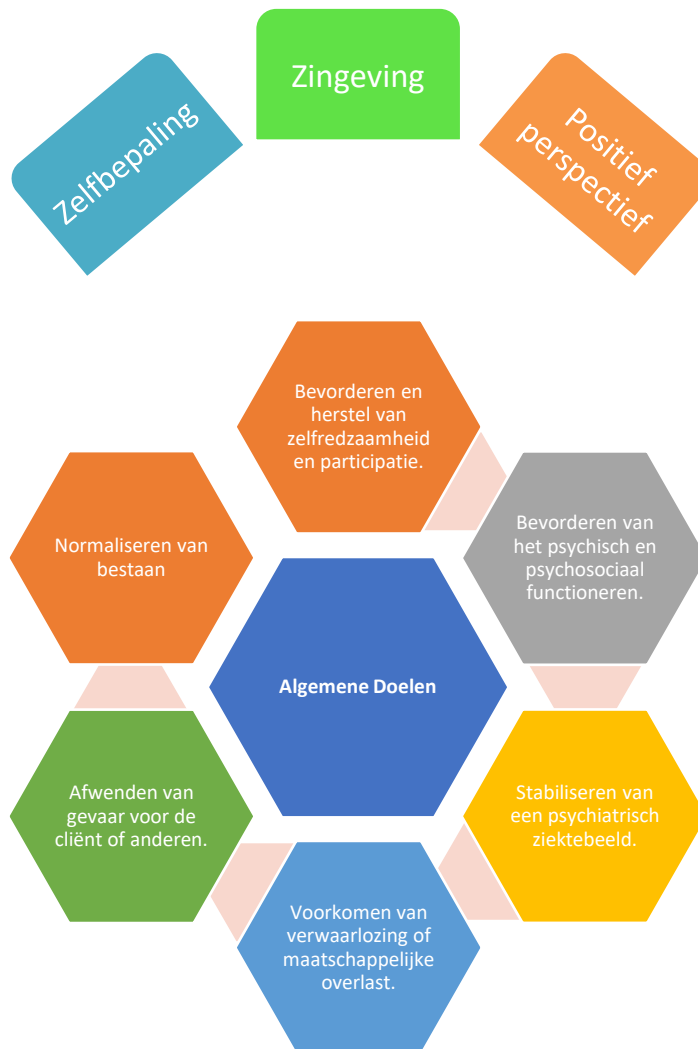 Zelfbepaling
Zingeving
Positief
perspectief
Bevorderen en
herstel van
zelfredzaamheid
en participatie.
Bevorderen van
het psychisch en
psychosociaal
functioneren.
Normaliseren van
bestaan
Algemene Doelen
Stabiliseren van
een psychiatrisch
ziektebeeld.
Afwenden van
gevaar voor de
cliënt of anderen.
Voorkomen van
verwaarlozing of
maatschappelijke
overlast.